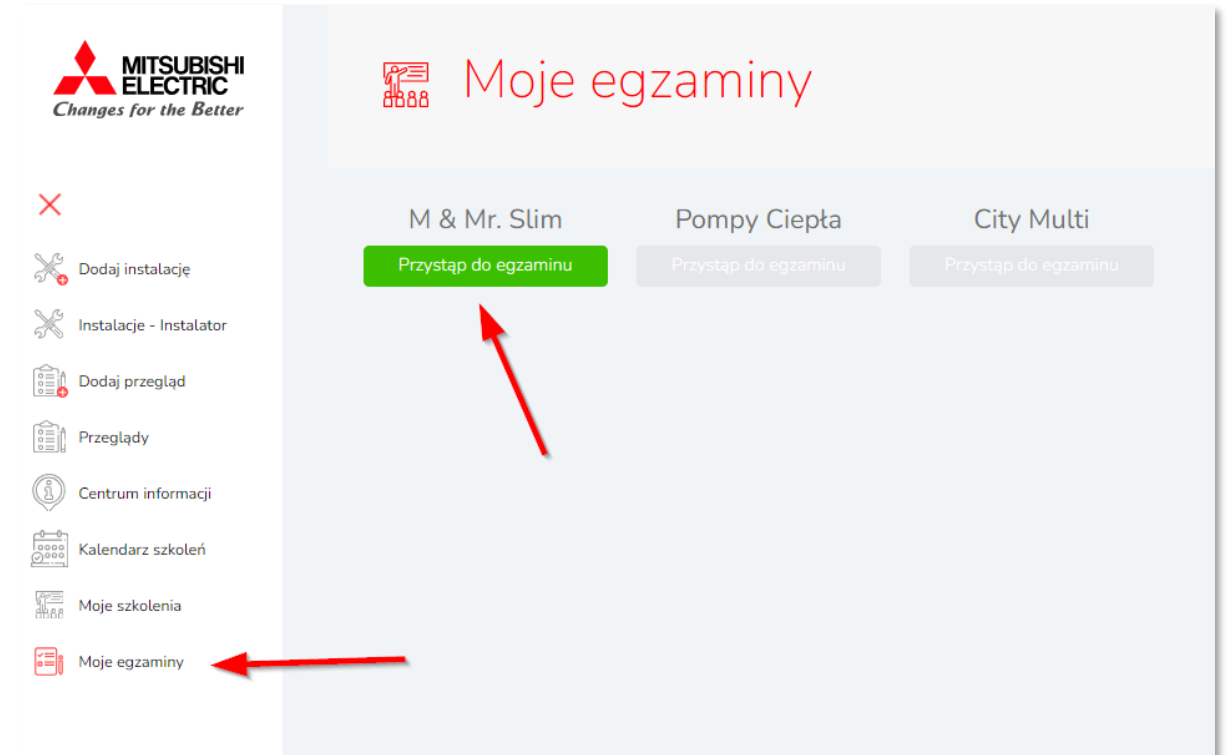 MITSUBISHI
ELECTRIC
Changes for the Better
Moje egzaminy
Dodaj instalację
Instalacje - Instalator
Dodaj przegląd
Przeglądy
Centrum informacji
Kalendarz szkoleń
Moje szkolenia
Moje egzaminy
M & Mr. Slim
Przystąp do egzaminu
Pompy Ciepła
Przystąp do egzaminu
City Multi
Przystąp do egzaminu